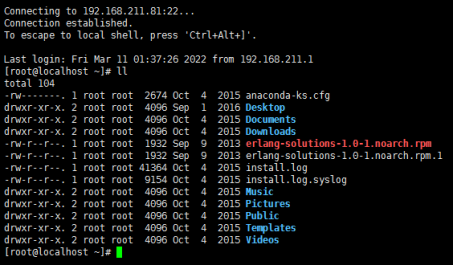 Connecting to 192.168.211.81:22...
Connection established.
To escape to local shell, press 'Ctrl+Alt+]'.
Last login: Fri Mar 11 01:37:26 2022 from 192.168.211.1
[root@localhost ~]# ll
total 104
-rw-------. 1 root root  2674 Oct  4  2015 anaconda-ks.cfg
drwxr-xr-x. 2 root root  4096 Sep  1  2016 Desktop
drwxr-xr-x. 2 root root  4096 Oct  4  2015 Documents
drwxr-xr-x. 2 root root  4096 Oct  4  2015 Downloads
-rw-r--r--. 1 root root  1932 Sep  9  2013 erlang-solutions-1.0-1.noarch.rpm
-rw-r--r--. 1 root root  1932 Sep  9  2013 erlang-solutions-1.0-1.noarch.rpm.1
-rw-r--r--. 1 root root 41364 Oct  4  2015 install.log
-rw-r--r--. 1 root root  9154 Oct  4  2015 install.log.syslog
drwxr-xr-x. 2 root root  4096 Oct  4  2015 Music
drwxr-xr-x. 2 root root  4096 Oct  4  2015 Pictures
drwxr-xr-x. 2 root root  4096 Oct  4  2015 Public
drwxr-xr-x. 2 root root  4096 Oct  4  2015 Templates
drwxr-xr-x. 2 root root  4096 Oct  4  2015 Videos
[root@localhost ~]#